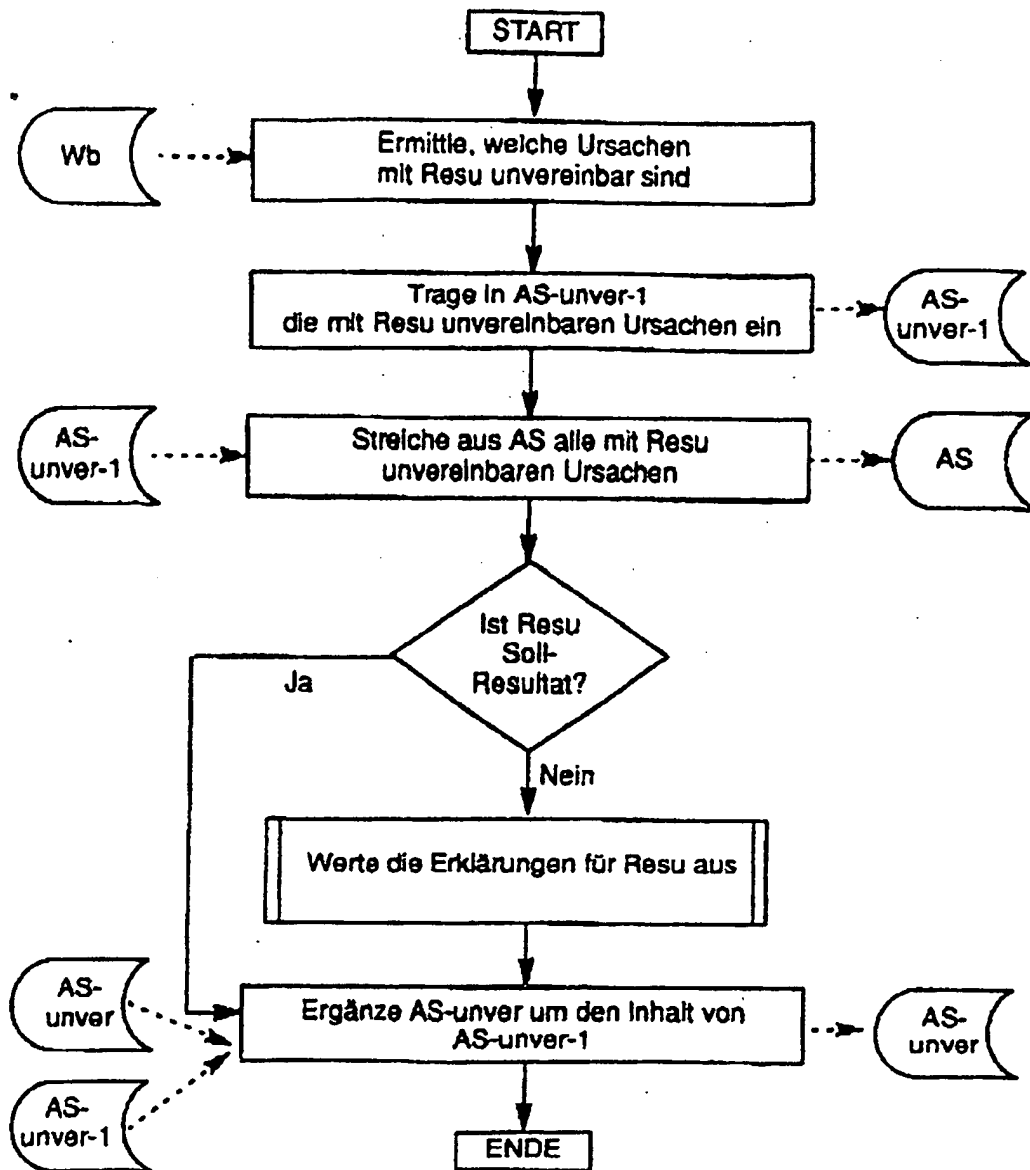 START
Wb
Ermittle, welche Ursachen
mit Resu unvereinbar sind
Trage in AS-unver-1
die mit Resu unvereinbaren Ursachen ein
AS-
unver-1
AS-
unver-1
Streiche aus AS alle mit Resu
unvereinbaren Ursachen
AS
Ist Resu
Soll-
Resultat?
Ja
Nein
Werte die Erklärungen für Resu aus
AS-
unver
Ergänze AS-unver um den Inhalt von
AS-unver-1
AS-
unver
AS-
unver-1
ENDE